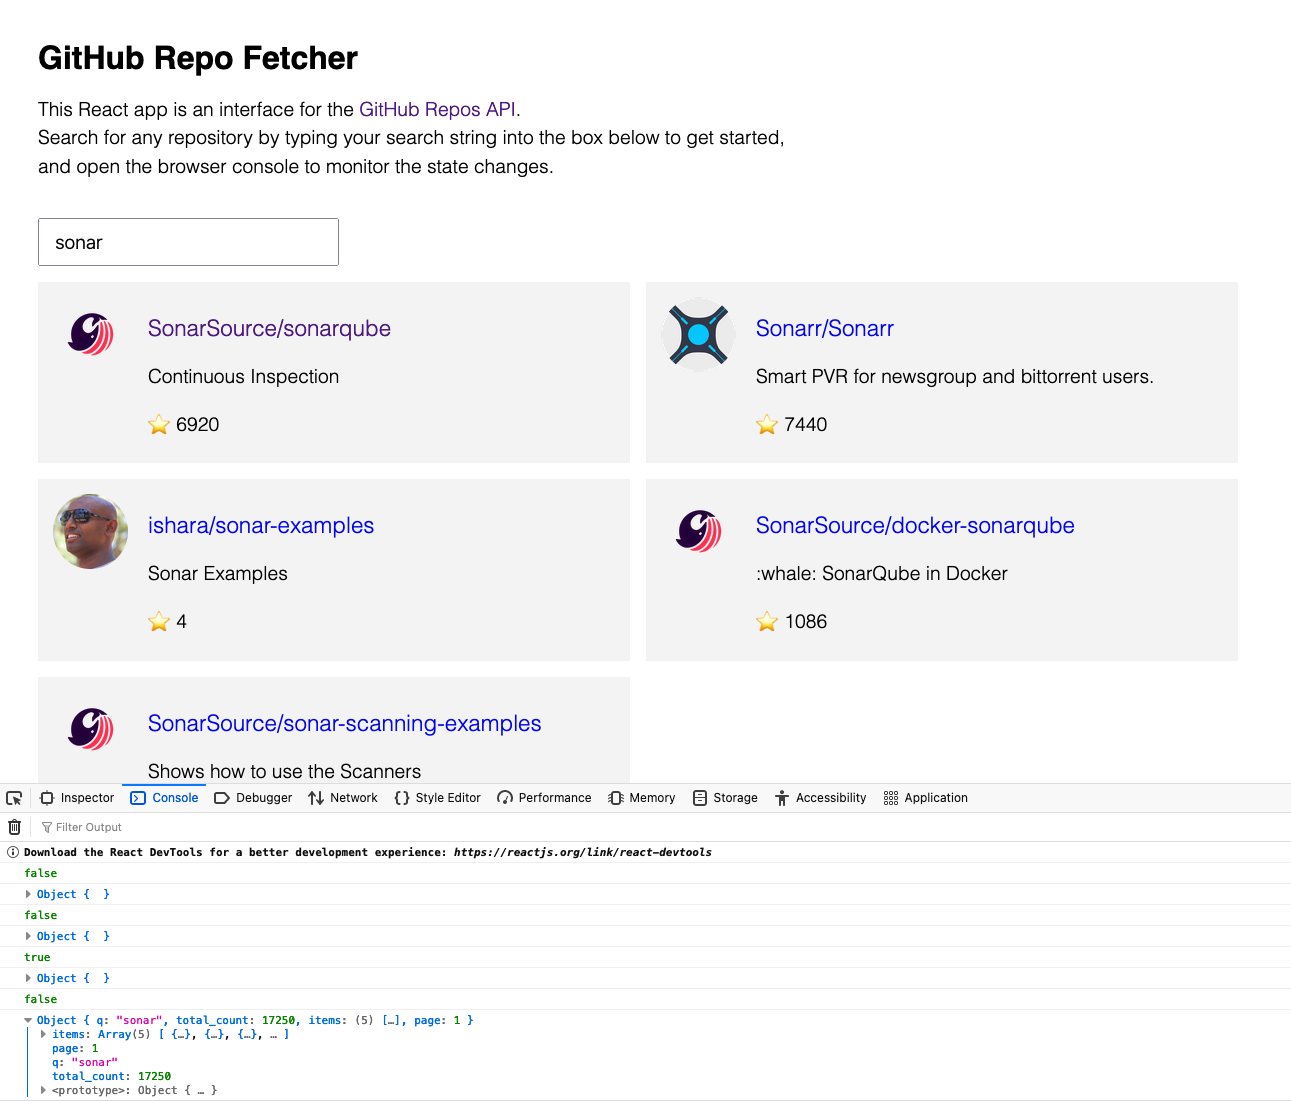 GitHub Repo Fetcher
This React app is an interface for the GitHub Repos API.
Search for any repository by typing your search string into the box below to get started,
and open the browser console to monitor the state changes.
sonar
SonarSource/sonarqube
Continuous Inspection
⭐ 6920
Sonarr/Sonarr
Smart PVR for newsgroup and bittorrent users.
⭐ 7440
ishara/sonar-examples
Sonar Examples
⭐ 4
SonarSource/docker-sonarqube
:whale: SonarQube in Docker
⭐ 1086
SonarSource/sonar-scanning-examples
Shows how to use the Scanners
Inspector Console Debugger Network Style Editor Performance Memory Storage Accessibility Application
Filter Output
Download the React DevTools for a better development experience: https://reactjs.org/link/react-devtools
false
Object { }
false
Object { }
true
Object { }
false
Object { q: "sonar", total_count: 17250, items: (5) […], page: 1 }
items: Array(5) [ {…}, {…}, {…}, … ]
page: 1
q: "sonar"
total_count: 17250
<prototype>: Object { … }